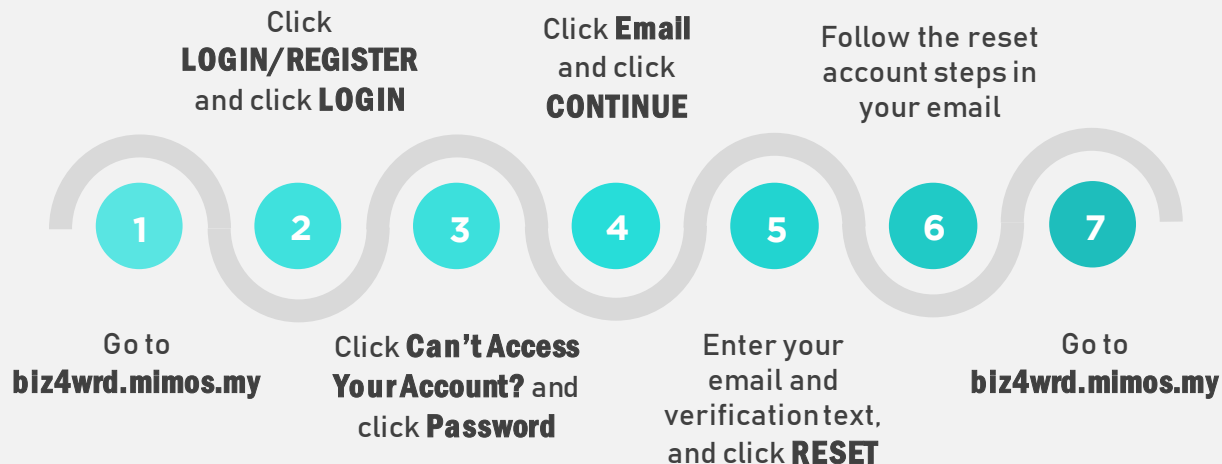 1
Go to
biz4wrd.mimos.my
2
Click
LOGIN/REGISTER
and click LOGIN
3
Click Can't Access
Your Account? and
click Password
4
Click Email
and click
CONTINUE
5
Enter your
email and
verification text,
and click RESET
6
Follow the reset
account steps in
your email
7
Go to
biz4wrd.mimos.my